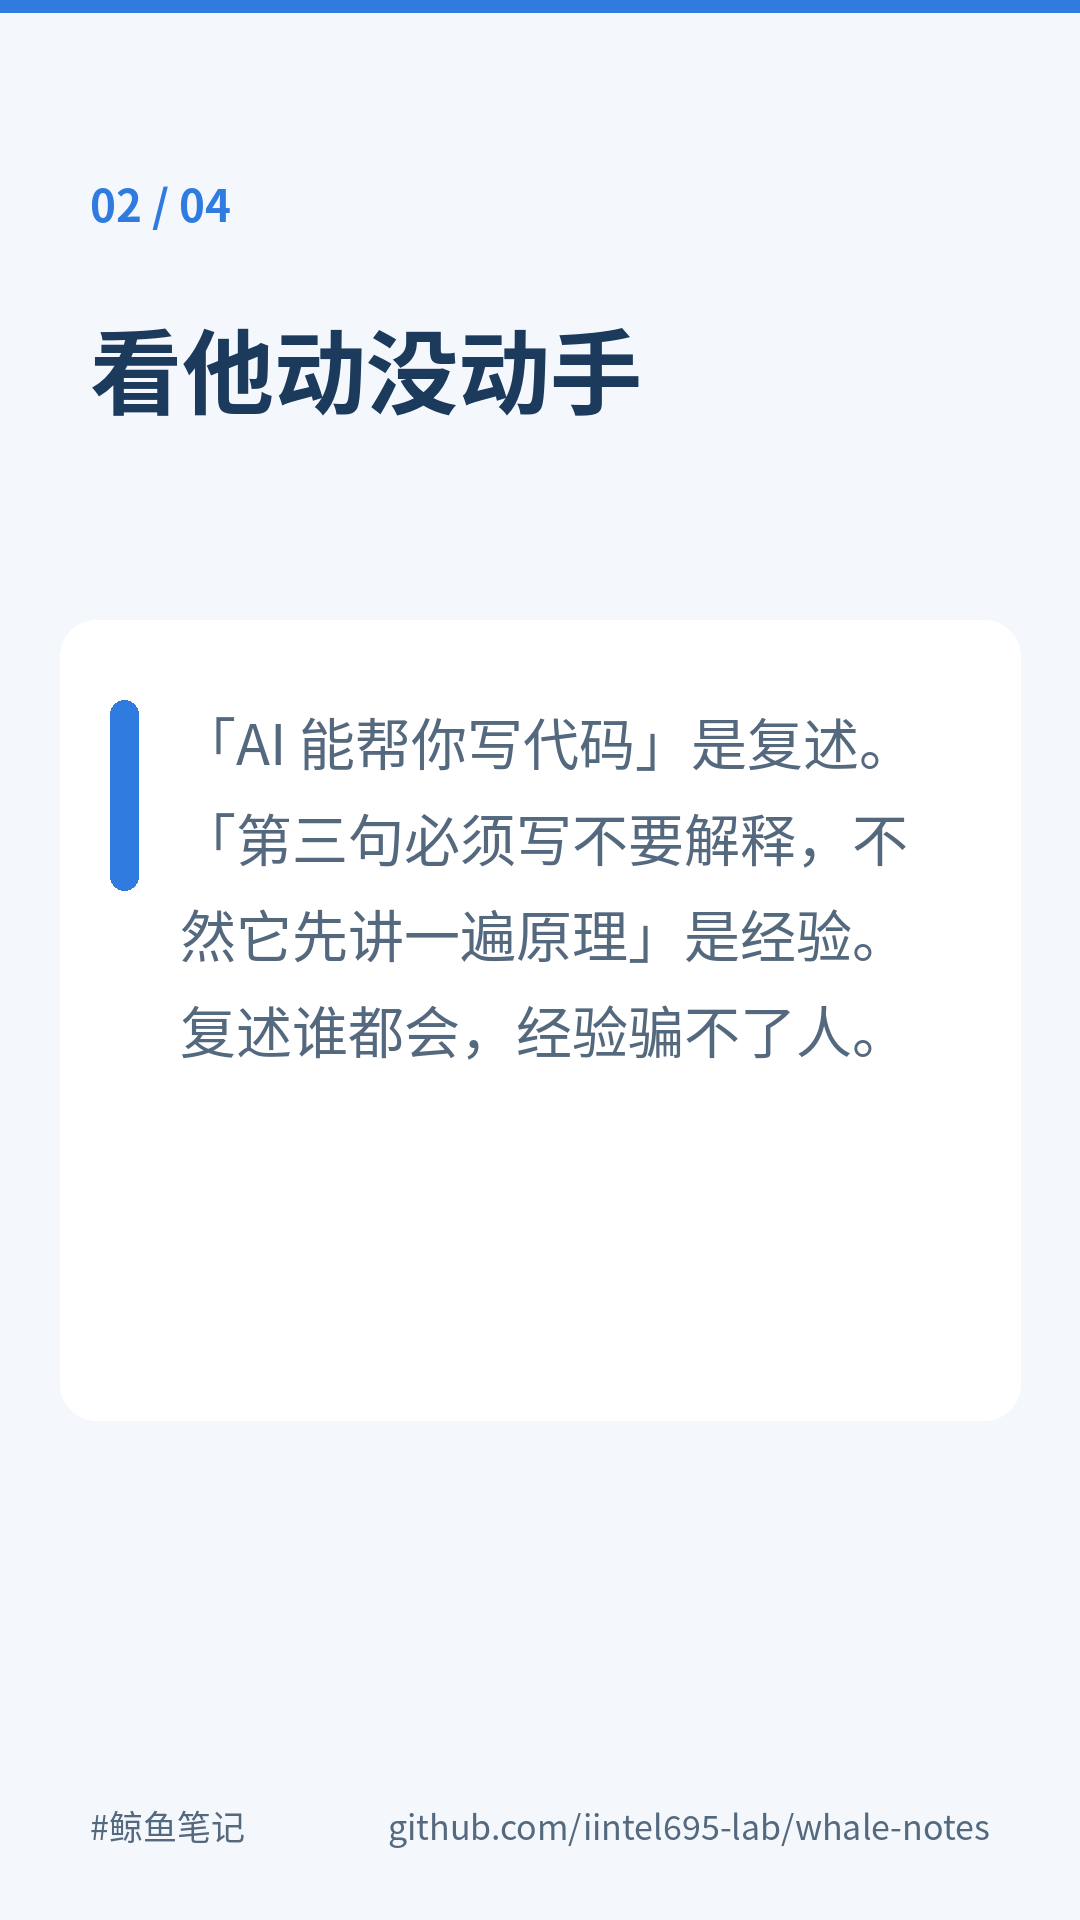 02 / 04
看他动没动手
「AI 能帮你写代码」是复述。
「第三句必须写不要解释，不
然它先讲一遍原理」是经验。
复述谁都会，经验骗不了人。
#鲸鱼笔记
github.com/iintel695-lab/whale-notes